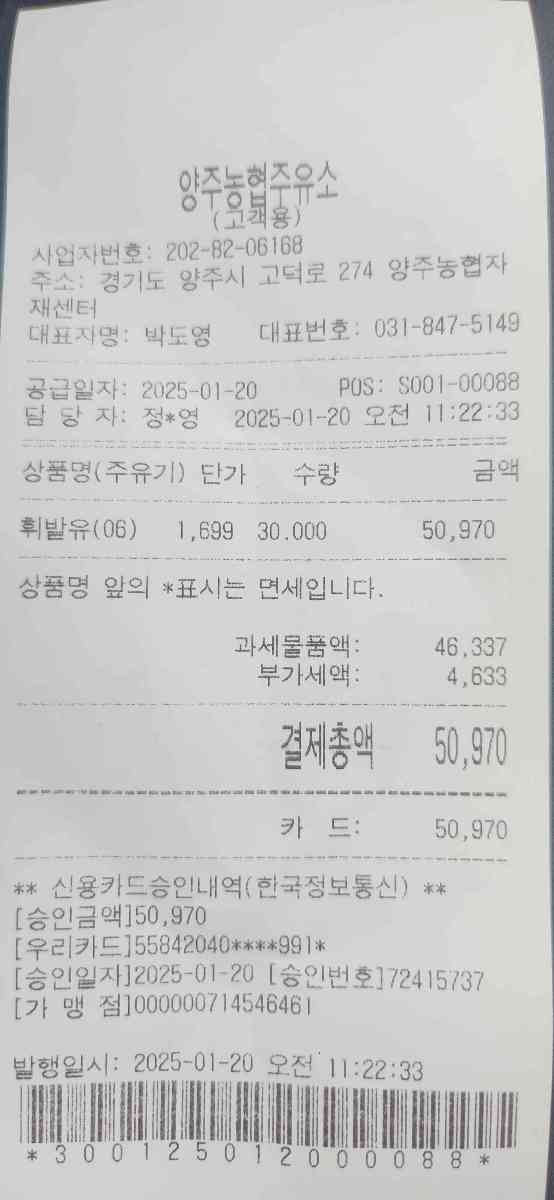 양주농협주유소
(고객용)
사업자번호: 202-82-06168
주소: 경기도 양주시 고덕로 274 양주농협자
재센터
대표자명: 박도영 대표번호: 031-847-5149
공급일자: 2025-01-20 POS: S001-00088
담 당 자: 정*영 2025-01-20 오전 11:22:33
상품명(주유기) 단가 수량 금액
휘발유(06) 1,699 30.000 50,970
상품명 앞의 *표시는 면세입니다.
과세물품액: 46,337
부가세액: 4,633
결제총액 50,970
카 드: 50,970
** 신용카드승인내역(한국정보통신) **
[승인금액]50,970
[우리카드]55842040****991*
[승인일자]2025-01-20 [승인번호]72415737
[가 맹 점]000000714546461
발행일시: 2025-01-20 오전 11:22:33
*300125012000088*